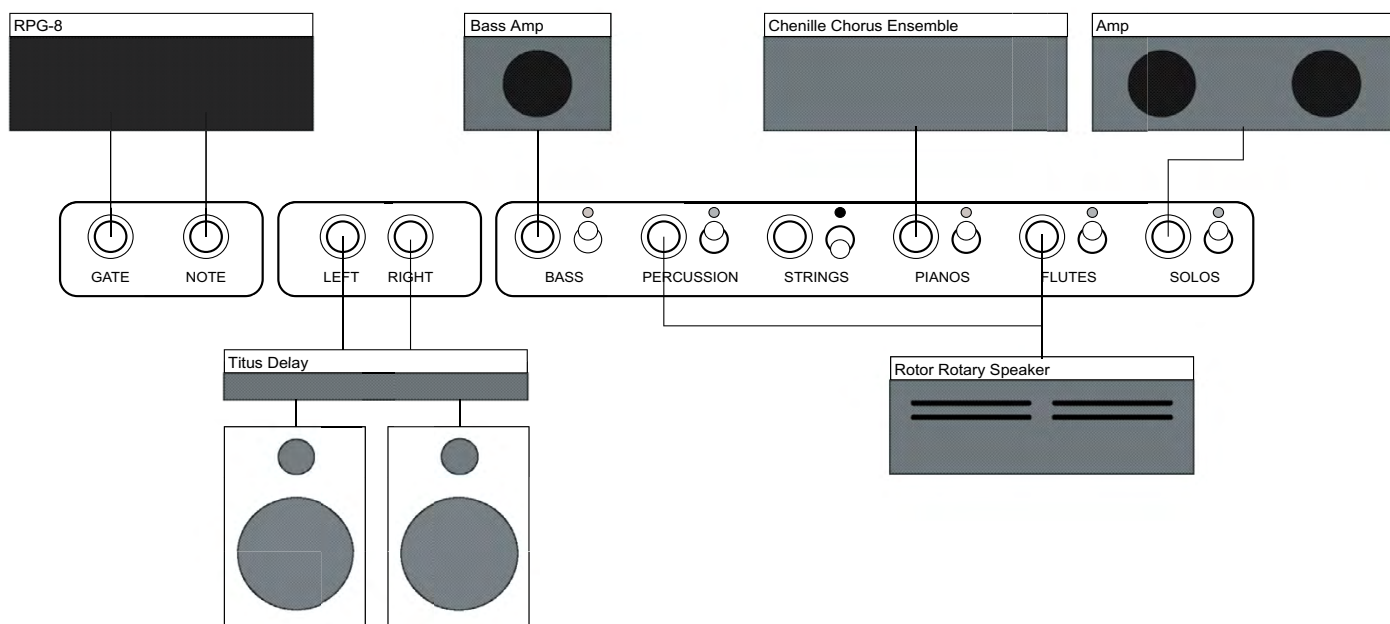 RPG-8
Bass Amp
Chenille Chorus Ensemble
Amp
GATE
NOTE
LEFT
RIGHT
BASS
PERCUSSION
STRINGS
PIANOS
FLUTES
SOLOS
Titus Delay
Rotor Rotary Speaker